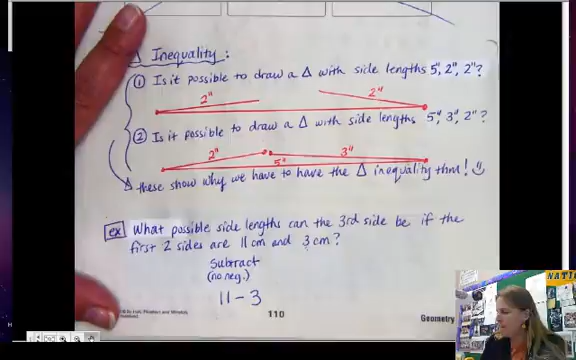 Δ Inequality:
① Is it possible to draw a Δ with side lengths 5", 2", 2"?
2" 2"
② Is it possible to draw a Δ with side lengths 5", 3", 2"?
2" 5" 3"
Δ these show why we have to have the Δ inequality thm!
ex What possible side lengths can the 3rd side be if the
first 2 sides are 11 cm and 3 cm?
Subtract
(no neg.)
11 - 3
110
Geometry